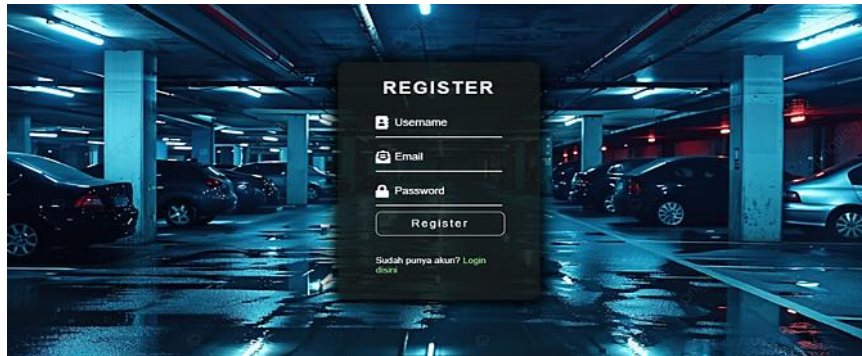 REGISTER
Username
Email
Password
Register
Sudah punya akun? Login
disini